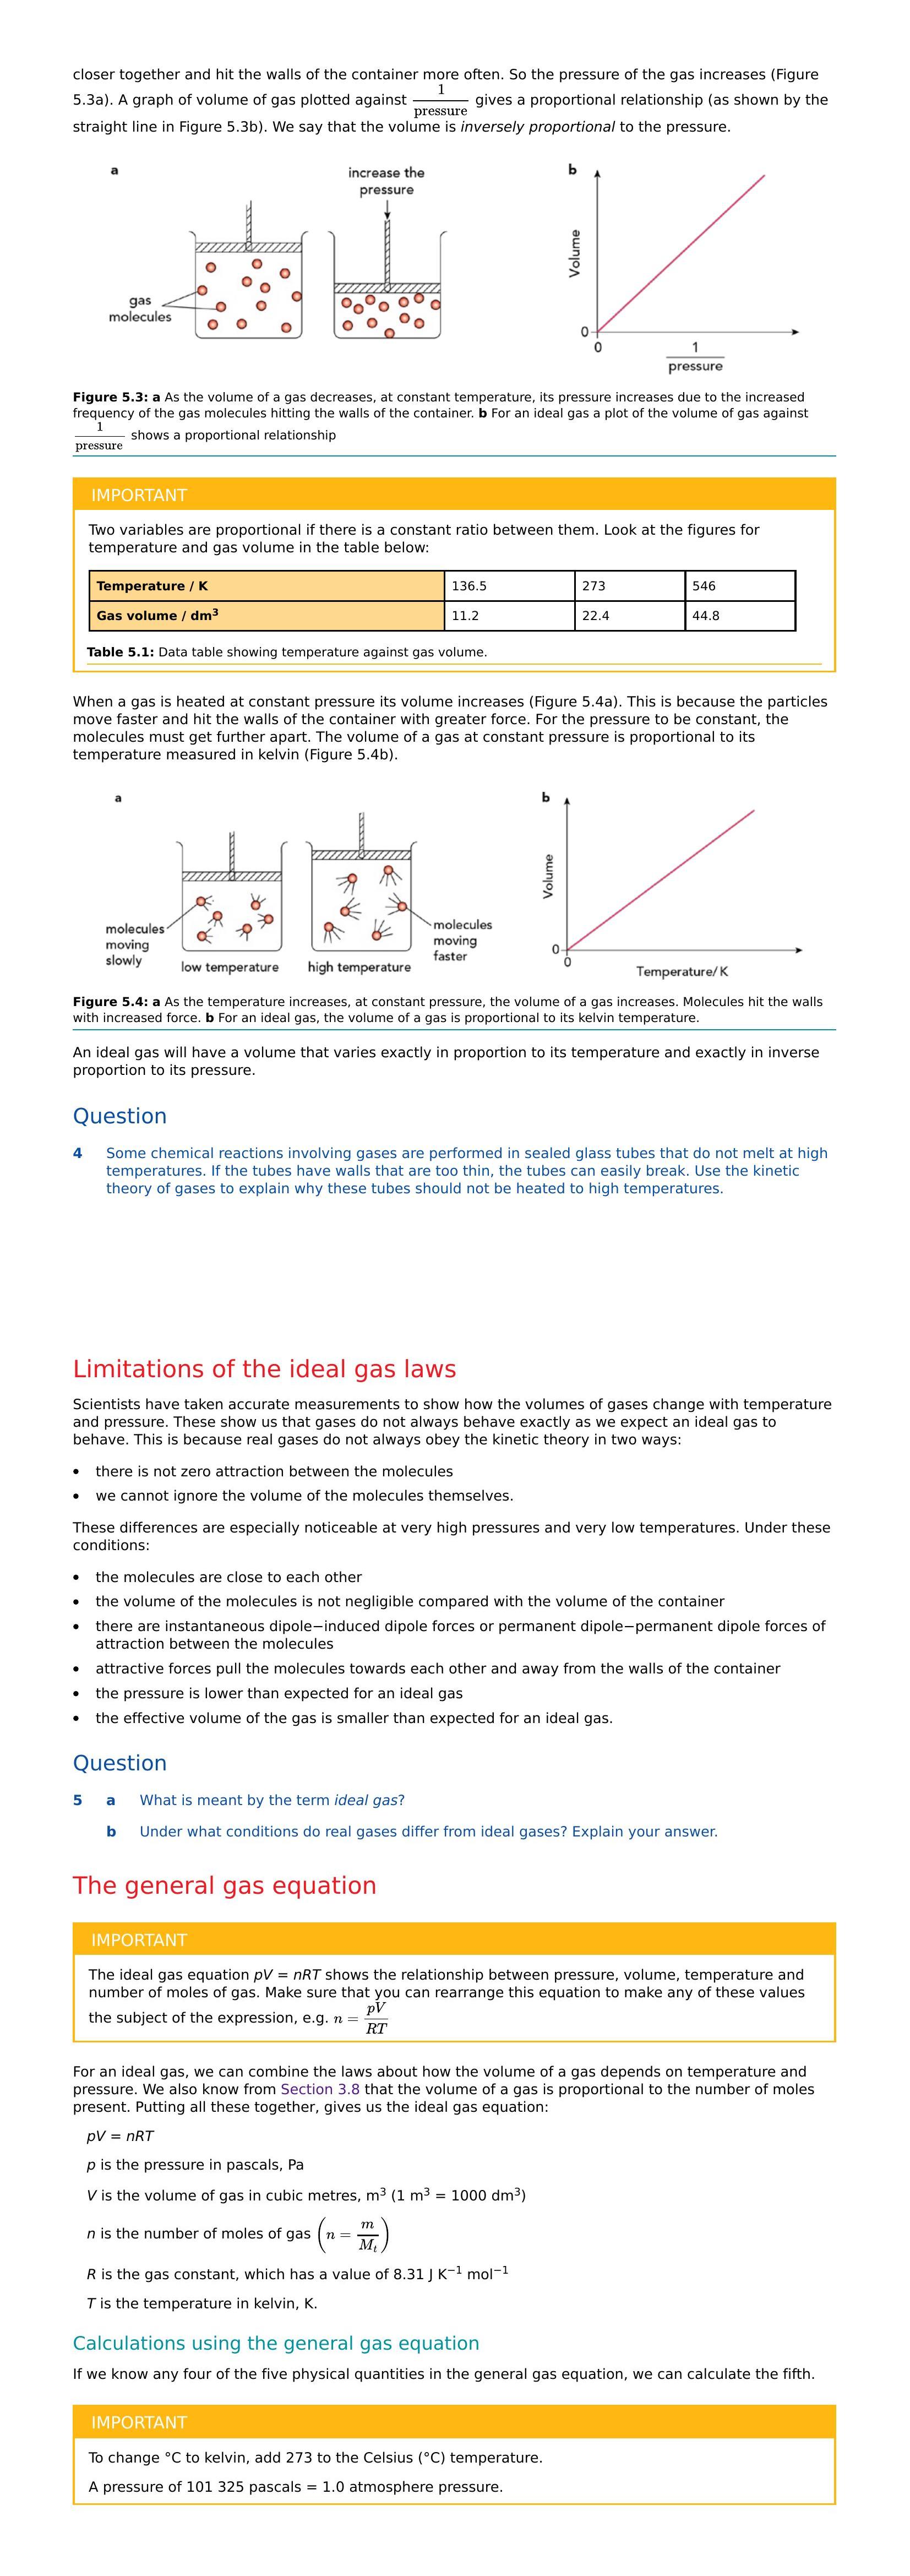 closer together and hit the walls of the container more often. So the pressure of the gas increases (Figure
5.3a). A graph of volume of gas plotted against 1/pressure gives a proportional relationship (as shown by the
straight line in Figure 5.3b). We say that the volume is inversely proportional to the pressure.
a
increase the
pressure
gas
molecules
b
Volume
0
0
1/pressure
Figure 5.3: a As the volume of a gas decreases, at constant temperature, its pressure increases due to the increased
frequency of the gas molecules hitting the walls of the container. b For an ideal gas a plot of the volume of gas against
1/pressure shows a proportional relationship
IMPORTANT
Two variables are proportional if there is a constant ratio between them. Look at the figures for
temperature and gas volume in the table below:
Temperature / K 136.5 273 546
Gas volume / dm³ 11.2 22.4 44.8
Table 5.1: Data table showing temperature against gas volume.
When a gas is heated at constant pressure its volume increases (Figure 5.4a). This is because the particles
move faster and hit the walls of the container with greater force. For the pressure to be constant, the
molecules must get further apart. The volume of a gas at constant pressure is proportional to its
temperature measured in kelvin (Figure 5.4b).
a
molecules
moving
slowly
low temperature
high temperature
molecules
moving
faster
b
Volume
0
0
Temperature/K
Figure 5.4: a As the temperature increases, at constant pressure, the volume of a gas increases. Molecules hit the walls
with increased force. b For an ideal gas, the volume of a gas is proportional to its kelvin temperature.
An ideal gas will have a volume that varies exactly in proportion to its temperature and exactly in inverse
proportion to its pressure.
Question
4 Some chemical reactions involving gases are performed in sealed glass tubes that do not melt at high
temperatures. If the tubes have walls that are too thin, the tubes can easily break. Use the kinetic
theory of gases to explain why these tubes should not be heated to high temperatures.
Limitations of the ideal gas laws
Scientists have taken accurate measurements to show how the volumes of gases change with temperature
and pressure. These show us that gases do not always behave exactly as we expect an ideal gas to
behave. This is because real gases do not always obey the kinetic theory in two ways:
• there is not zero attraction between the molecules
• we cannot ignore the volume of the molecules themselves.
These differences are especially noticeable at very high pressures and very low temperatures. Under these
conditions:
• the molecules are close to each other
• the volume of the molecules is not negligible compared with the volume of the container
• there are instantaneous dipole−induced dipole forces or permanent dipole−permanent dipole forces of
attraction between the molecules
• attractive forces pull the molecules towards each other and away from the walls of the container
• the pressure is lower than expected for an ideal gas
• the effective volume of the gas is smaller than expected for an ideal gas.
Question
5 a What is meant by the term ideal gas?
b Under what conditions do real gases differ from ideal gases? Explain your answer.
The general gas equation
IMPORTANT
The ideal gas equation pV = nRT shows the relationship between pressure, volume, temperature and
number of moles of gas. Make sure that you can rearrange this equation to make any of these values
the subject of the expression, e.g. n = pV/RT
For an ideal gas, we can combine the laws about how the volume of a gas depends on temperature and
pressure. We also know from Section 3.8 that the volume of a gas is proportional to the number of moles
present. Putting all these together, gives us the ideal gas equation:
pV = nRT
p is the pressure in pascals, Pa
V is the volume of gas in cubic metres, m³ (1 m³ = 1000 dm³)
n is the number of moles of gas (n = m/Mₜ)
R is the gas constant, which has a value of 8.31 J K⁻¹ mol⁻¹
T is the temperature in kelvin, K.
Calculations using the general gas equation
If we know any four of the five physical quantities in the general gas equation, we can calculate the fifth.
IMPORTANT
To change °C to kelvin, add 273 to the Celsius (°C) temperature.
A pressure of 101 325 pascals = 1.0 atmosphere pressure.